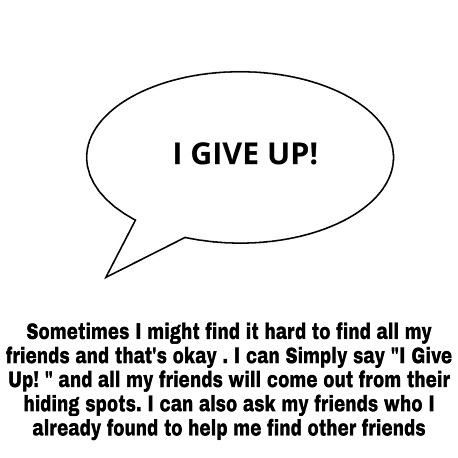 I GIVE UP!
Sometimes I might find it hard to find all my
friends and that's okay . I can Simply say "I Give
Up! " and all my friends will come out from their
hiding spots. I can also ask my friends who I
already found to help me find other friends